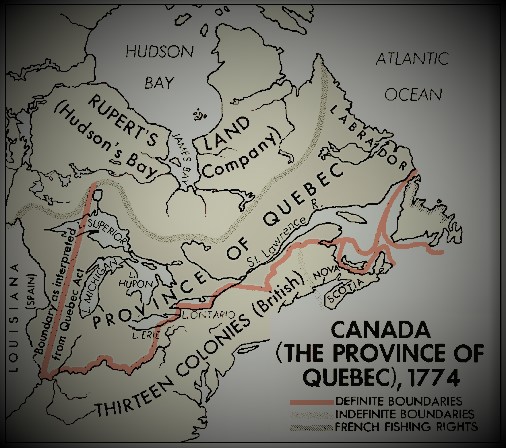 HUDSON
BAY
ATLANTIC
OCEAN
RUPERT'S
(Hudson's Bay
LAND
Company)
JAMES BAY
LABRADOR
PROVINCE OF QUEBEC
St. Lawrence R.
SUPERIOR
L. MICHIGAN
L.
HURON
L. ONTARIO
L. ERIE
NOVA
SCOTIA
LOUISIANA
(SPAIN)
Boundary as interpreted
from Quebec Act
THIRTEEN COLONIES (British)
CANADA
(THE PROVINCE OF
QUEBEC), 1774
DEFINITE BOUNDARIES
INDEFINITE BOUNDARIES
FRENCH FISHING RIGHTS